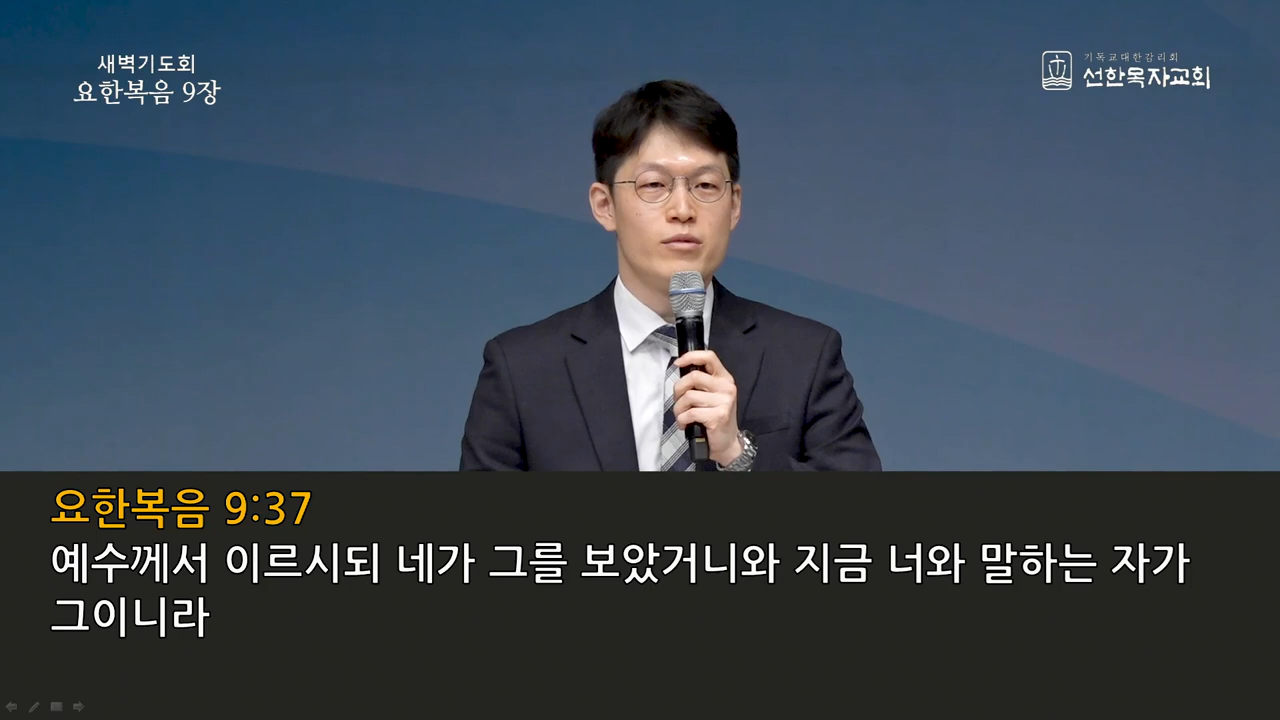 새벽기도회
요한복음 9장
기독교대한감리회
선한목자교회
요한복음 9:37
예수께서 이르시되 네가 그를 보았거니와 지금 너와 말하는 자가
그이니라